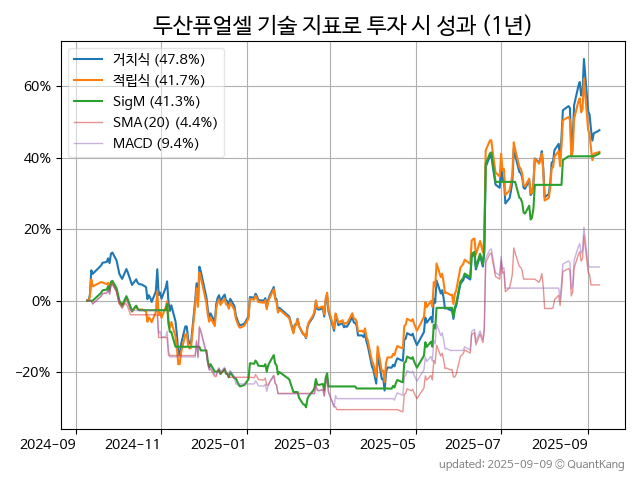 두산퓨얼셀 기술 지표로 투자 시 성과 (1년)
거치식 (47.8%)
적립식 (41.7%)
SigM (41.3%)
SMA(20) (4.4%)
MACD (9.4%)
60%
40%
20%
0%
−20%
2024-09
2024-11
2025-01
2025-03
2025-05
2025-07
2025-09
updated: 2025-09-09 © QuantKang